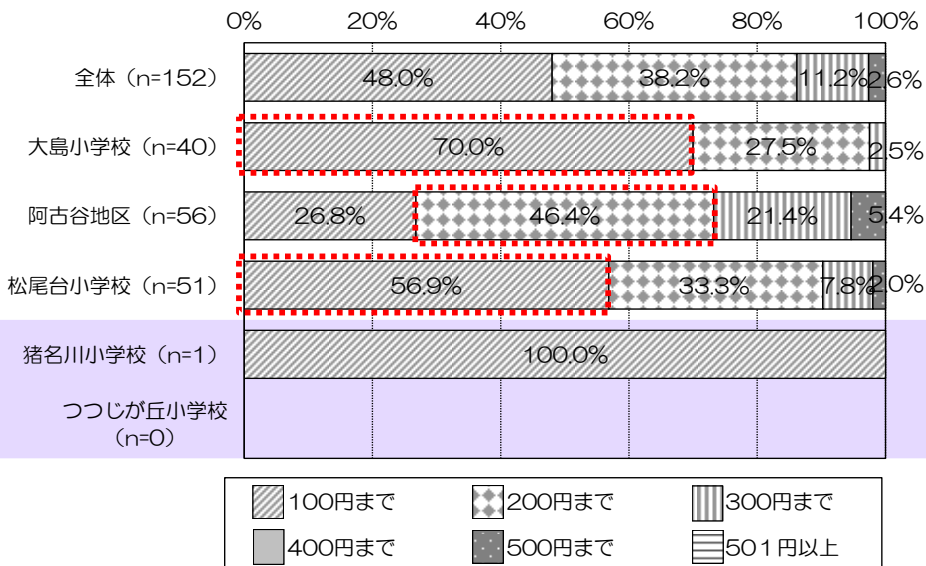 0% 20% 40% 60% 80% 100%
全体（n=152） 48.0% 38.2% 11.2% 2.6%
大島小学校（n=40） 70.0% 27.5% 2.5%
阿古谷地区（n=56） 26.8% 46.4% 21.4% 5.4%
松尾台小学校（n=51） 56.9% 33.3% 7.8% 2.0%
猪名川小学校（n=1） 100.0%
つつじが丘小学校
（n=0）
100円まで 200円まで 300円まで
400円まで 500円まで 501円以上